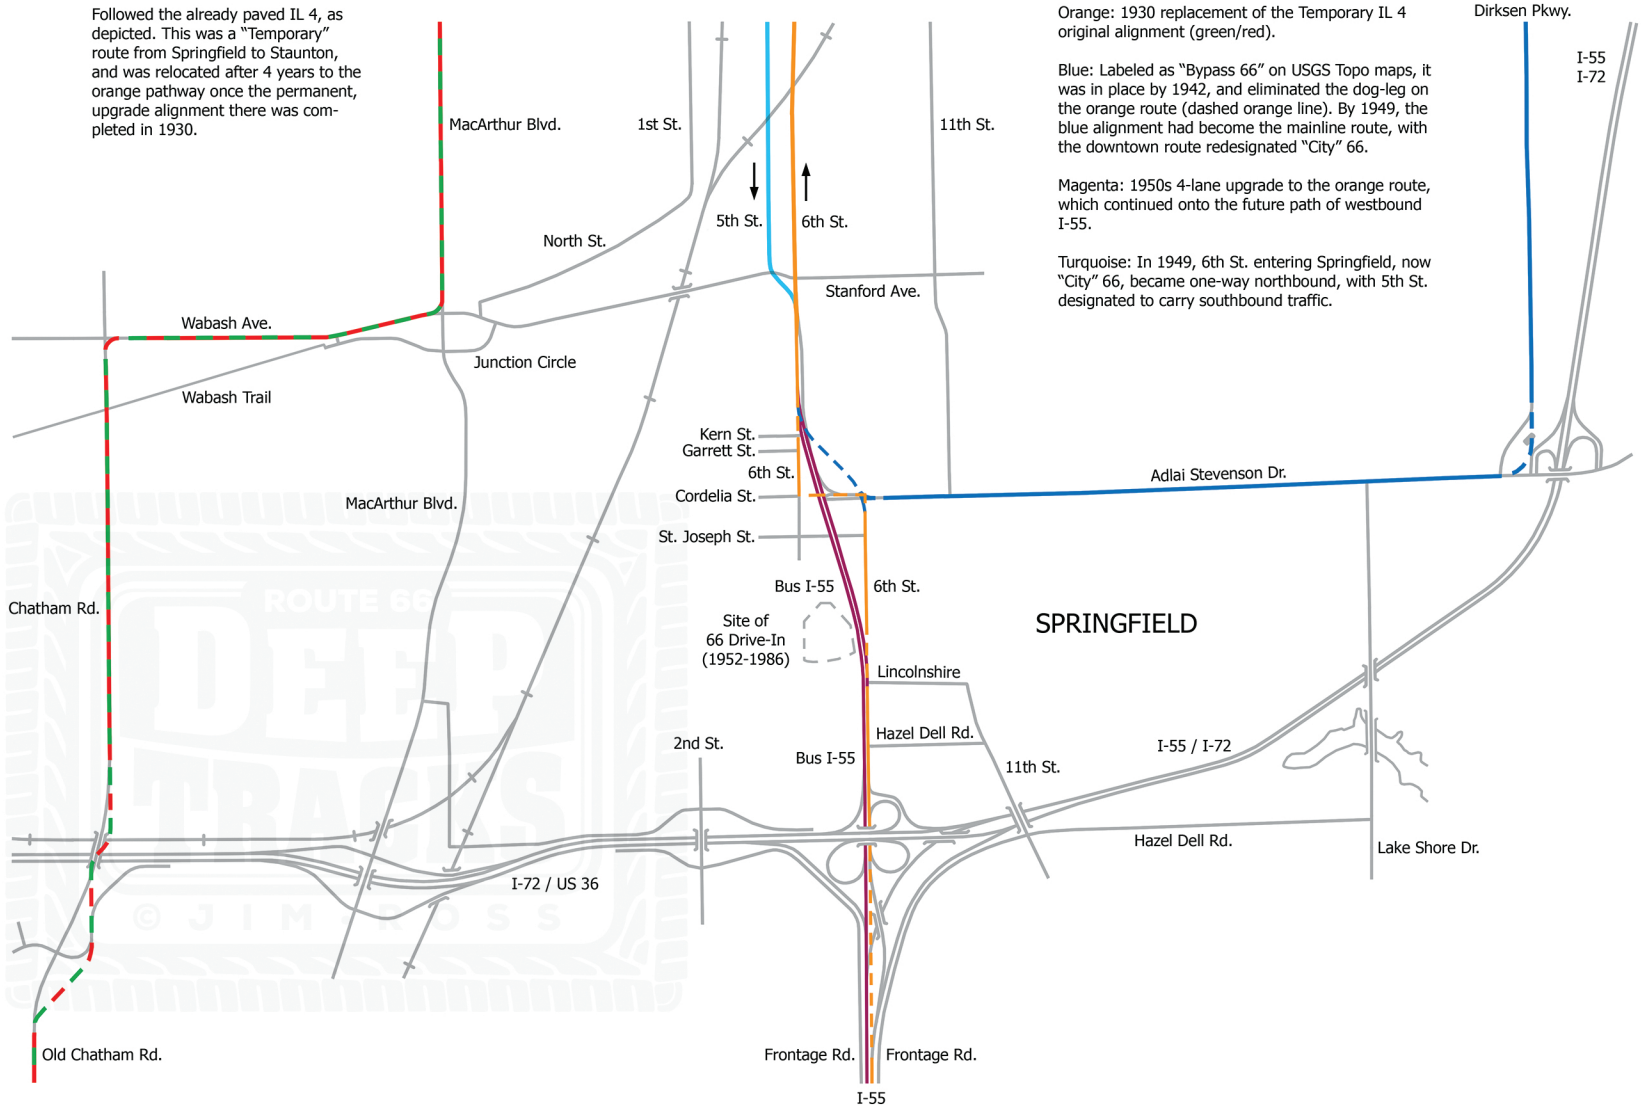 Followed the already paved IL 4, as
depicted. This was a “Temporary”
route from Springfield to Staunton,
and was relocated after 4 years to the
orange pathway once the permanent,
upgrade alignment there was com-
pleted in 1930.
Orange: 1930 replacement of the Temporary IL 4
original alignment (green/red).
Blue: Labeled as “Bypass 66” on USGS Topo maps, it
was in place by 1942, and eliminated the dog-leg on
the orange route (dashed orange line). By 1949, the
blue alignment had become the mainline route, with
the downtown route redesignated “City” 66.
Magenta: 1950s 4-lane upgrade to the orange route,
which continued onto the future path of westbound
I-55.
Turquoise: In 1949, 6th St. entering Springfield, now
“City” 66, became one-way northbound, with 5th St.
designated to carry southbound traffic.
Dirksen Pkwy.
I-55
I-72
MacArthur Blvd.
1st St.
11th St.
5th St.
6th St.
North St.
Stanford Ave.
Wabash Ave.
Junction Circle
Wabash Trail
Kern St.
Garrett St.
6th St.
Cordelia St.
Adlai Stevenson Dr.
MacArthur Blvd.
St. Joseph St.
Bus I-55
6th St.
Chatham Rd.
ROUTE 66
DEEP
TRACKS
© JIM ROSS
Site of
66 Drive-In
(1952-1986)
SPRINGFIELD
Lincolnshire
Hazel Dell Rd.
2nd St.
Bus I-55
11th St.
I-55 / I-72
Hazel Dell Rd.
Lake Shore Dr.
I-72 / US 36
Old Chatham Rd.
Frontage Rd.
Frontage Rd.
I-55